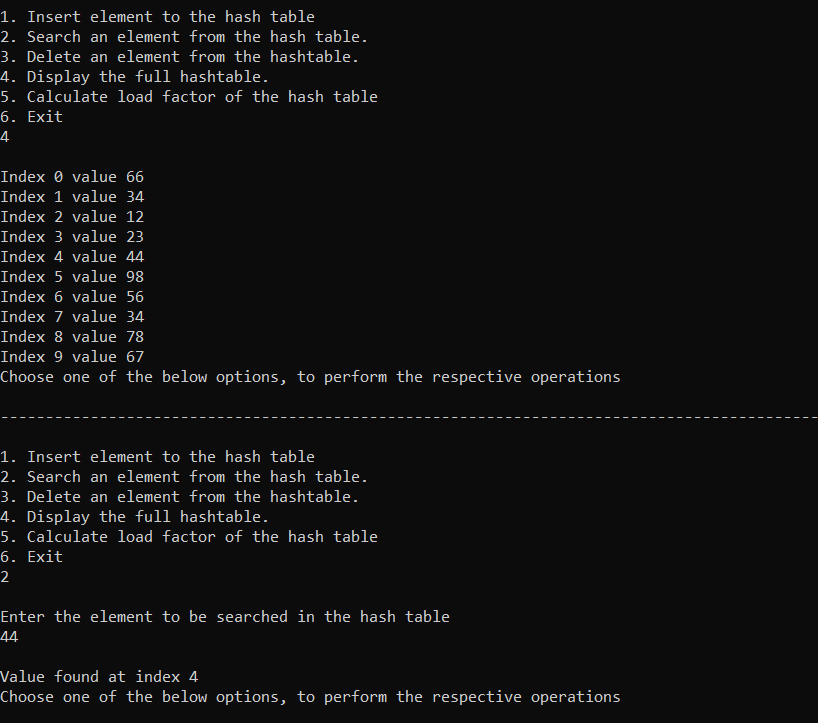 1. Insert element to the hash table
2. Search an element from the hash table.
3. Delete an element from the hashtable.
4. Display the full hashtable.
5. Calculate load factor of the hash table
6. Exit
4
Index 0 value 66
Index 1 value 34
Index 2 value 12
Index 3 value 23
Index 4 value 44
Index 5 value 98
Index 6 value 56
Index 7 value 34
Index 8 value 78
Index 9 value 67
Choose one of the below options, to perform the respective operations
-------------------------------------------------------------------------------------------
1. Insert element to the hash table
2. Search an element from the hash table.
3. Delete an element from the hashtable.
4. Display the full hashtable.
5. Calculate load factor of the hash table
6. Exit
2
Enter the element to be searched in the hash table
44
Value found at index 4
Choose one of the below options, to perform the respective operations